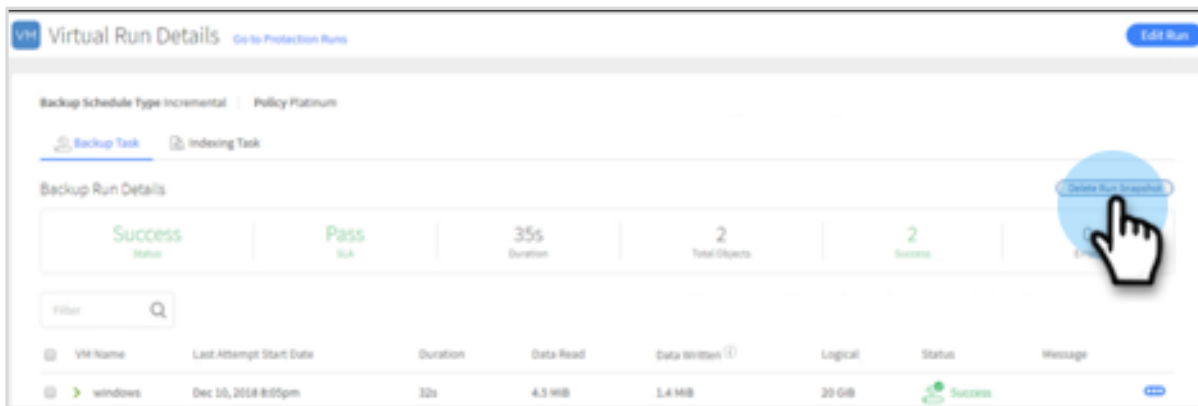 VM Virtual Run Details Go to Protection Runs Edit Run
Backup Schedule Type Incremental Policy Platinum
Backup Task Indexing Task
Backup Run Details Delete Run Snapshot
Success Pass 35s 2 2 0
Status SLA Duration Total Objects Success
Filter
VM Name Last Attempt Start Date Duration Data Read Data Written Logical Status Message
windows Dec 10, 2018 8:05pm 32s 4.5 MiB 1.4 MiB 20 GiB Success